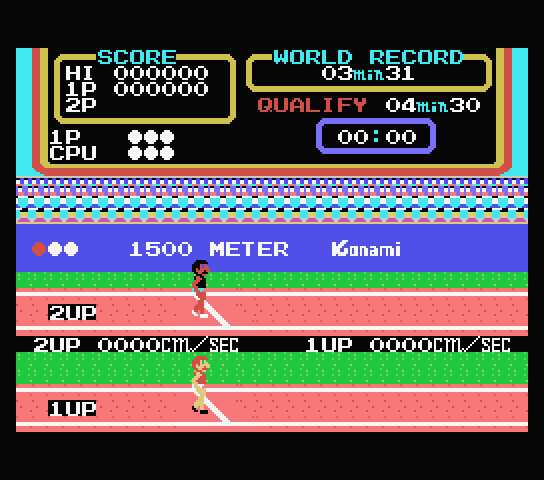 SCORE
HI 000000
1P 000000
2P
1P
CPU
WORLD RECORD
03min31
QUALIFY 04min30
00:00
1500 METER Konami
2UP
2UP 0000CM/SEC 1UP 0000CM/SEC
1UP